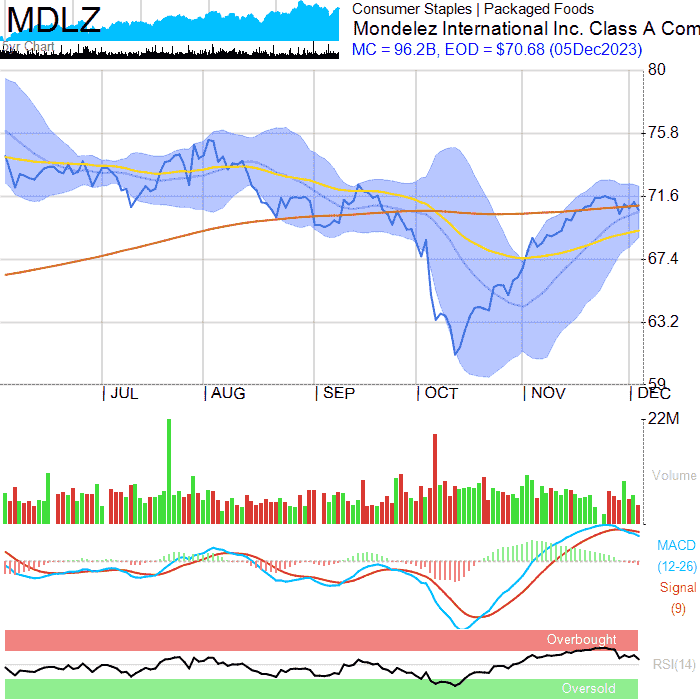 MDLZ
5yr Chart
Consumer Staples | Packaged Foods
Mondelez International Inc. Class A Com
MC = 96.2B, EOD = $70.68 (05Dec2023)
80
75.8
71.6
67.4
63.2
59
JUL AUG SEP OCT NOV DEC
22M
Volume
MACD
(12-26)
Signal
(9)
Overbought
RSI(14)
Oversold